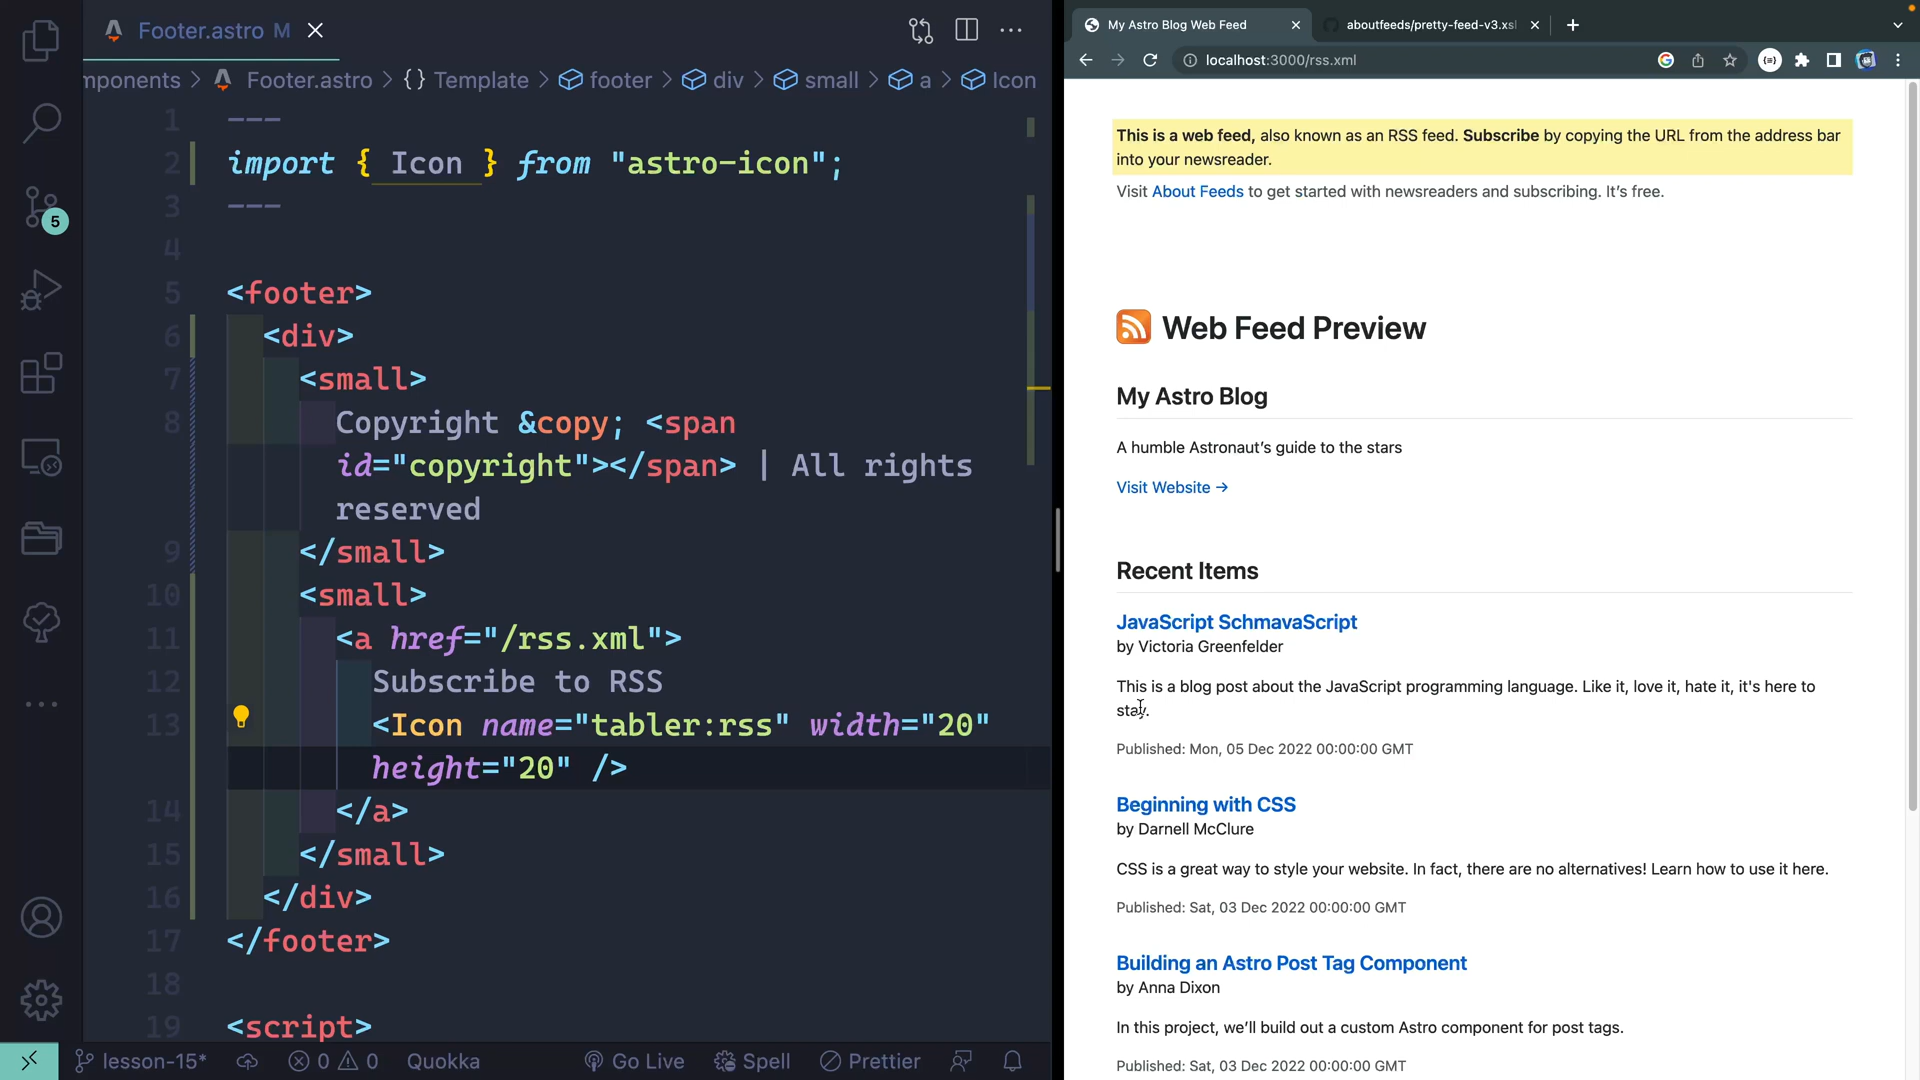 Footer.astro M
mponents > Footer.astro > {} Template > footer > div > small > a > Icon
1 ---
2 import { Icon } from "astro-icon";
3 ---
4
5 <footer>
6 <div>
7 <small>
8 Copyright &copy; <span
id="copyright"></span> | All rights
reserved
9 </small>
10 <small>
11 <a href="/rss.xml">
12 Subscribe to RSS
13 <Icon name="tabler:rss" width="20"
height="20" />
14 </a>
15 </small>
16 </div>
17 </footer>
18
19 <script>
5
lesson-15* 0 0 Quokka Go Live Spell Prettier
My Astro Blog Web Feed
aboutfeeds/pretty-feed-v3.xsl
localhost:3000/rss.xml
This is a web feed, also known as an RSS feed. Subscribe by copying the URL from the address bar
into your newsreader.
Visit About Feeds to get started with newsreaders and subscribing. It’s free.
Web Feed Preview
My Astro Blog
A humble Astronaut’s guide to the stars
Visit Website →
Recent Items
JavaScript SchmavaScript
by Victoria Greenfelder
This is a blog post about the JavaScript programming language. Like it, love it, hate it, it's here to
stay.
Published: Mon, 05 Dec 2022 00:00:00 GMT
Beginning with CSS
by Darnell McClure
CSS is a great way to style your website. In fact, there are no alternatives! Learn how to use it here.
Published: Sat, 03 Dec 2022 00:00:00 GMT
Building an Astro Post Tag Component
by Anna Dixon
In this project, we’ll build out a custom Astro component for post tags.
Published: Sat, 03 Dec 2022 00:00:00 GMT